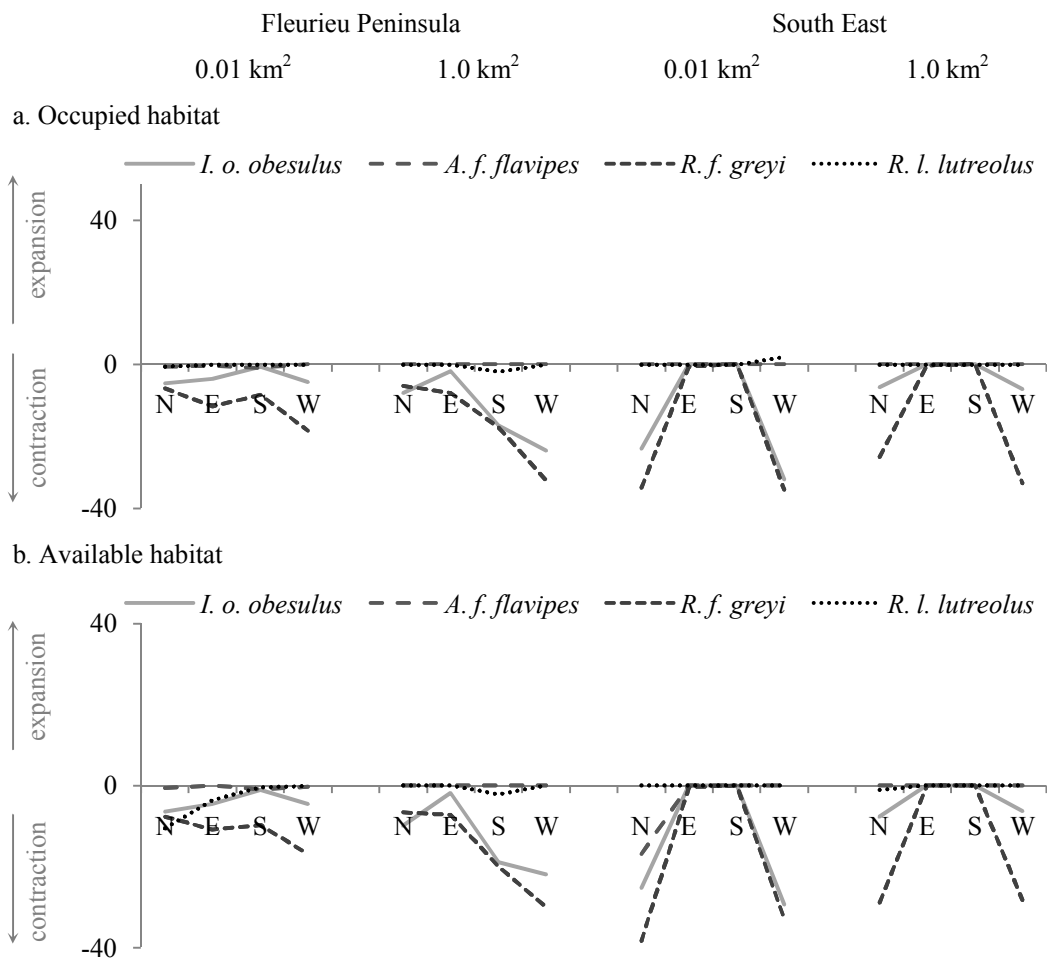 Fleurieu Peninsula South East
0.01 km² 1.0 km² 0.01 km² 1.0 km²
a. Occupied habitat
I. o. obesulus A. f. flavipes R. f. greyi R. l. lutreolus
expansion
contraction
40
0
N E S W N E S W N E S W N E S W
-40
b. Available habitat
I. o. obesulus A. f. flavipes R. f. greyi R. l. lutreolus
expansion
contraction
40
0
N E S W N E S W N E S W N E S W
-40